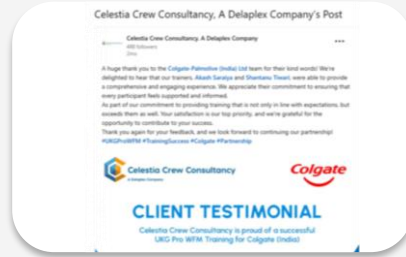 Celestia Crew Consultancy, A Delaplex Company's Post
Celestia Crew Consultancy, A Delaplex Company
followers
2mo
A huge thank you to the Colgate-Palmolive (India) Ltd team for their kind words! We're
delighted to hear that our trainers, Akash Saraiya and Shantanu Tiwari, were able to provide
a comprehensive and engaging experience. We appreciate their commitment to ensuring that
every participant feels supported and informed.
As part of our commitment to providing training that is not only in line with expectations, but
exceeds them as well. Your satisfaction is our top priority, and we're grateful for the
opportunity to contribute to your success.
Thank you again for your feedback, and we look forward to continuing our partnership!
#UKGProWFM #TrainingSuccess #Colgate #Partnership
Celestia Crew Consultancy
A Delaplex Company
Colgate
CLIENT TESTIMONIAL
Celestia Crew Consultancy is proud of a successful
UKG Pro WFM Training for Colgate (India)